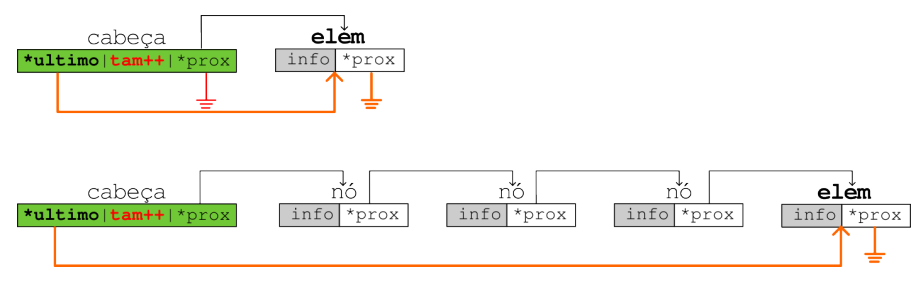 cabeça elem
*ultimo|tam++|*prox info *prox
cabeça nó nó nó elem
*ultimo|tam++|*prox info *prox info *prox info *prox info *prox